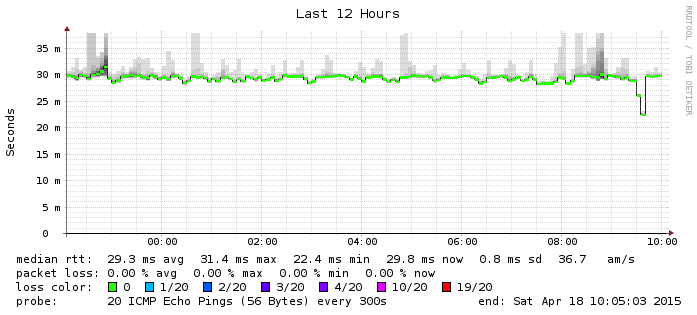 Last 12 Hours
RRDTOOL / TOBI OETIKER
Seconds
35 m
30 m
25 m
20 m
15 m
10 m
5 m
0
00:00 02:00 04:00 06:00 08:00 10:00
median rtt: 29.3 ms avg 31.4 ms max 22.4 ms min 29.8 ms now 0.8 ms sd 36.7 am/s
packet loss: 0.00 % avg 0.00 % max 0.00 % min 0.00 % now
loss color: 0 1/20 2/20 3/20 4/20 10/20 19/20
probe: 20 ICMP Echo Pings (56 Bytes) every 300s end: Sat Apr 18 10:05:03 2015